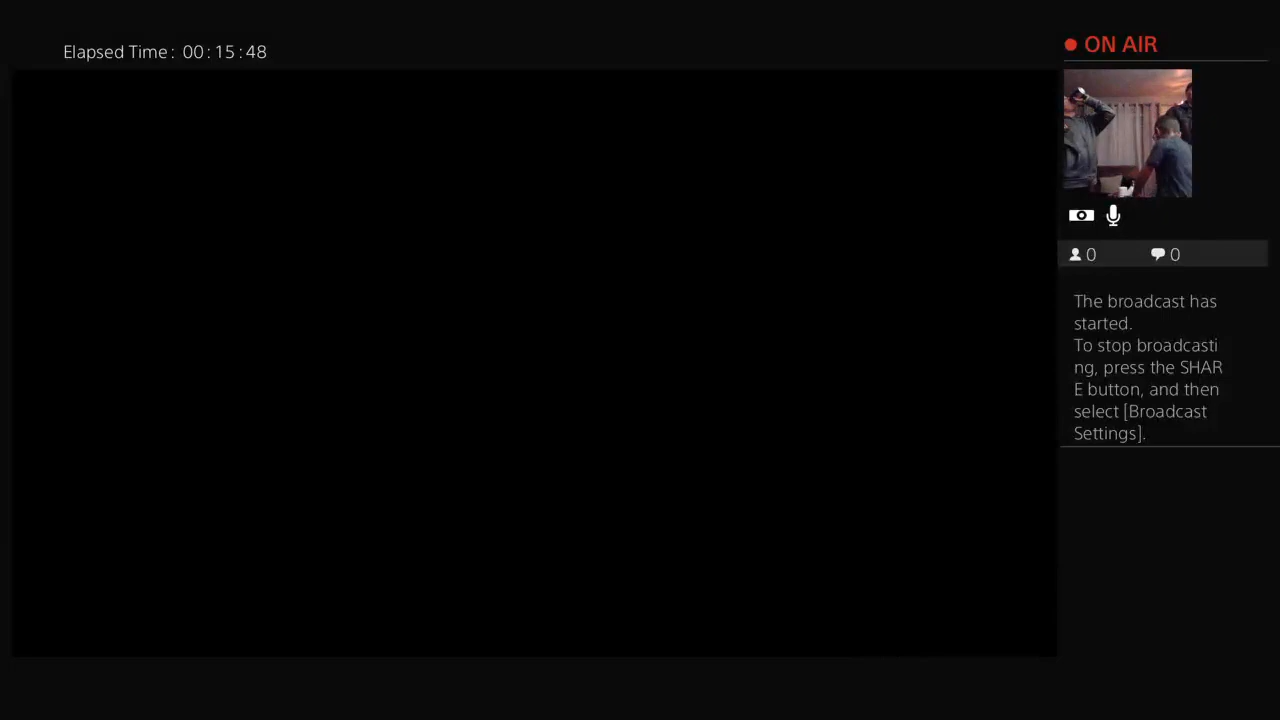 Elapsed Time: 00:15:48
ON AIR
0 0
The broadcast has
started.
To stop broadcasti
ng, press the SHAR
E button, and then
select [Broadcast
Settings].